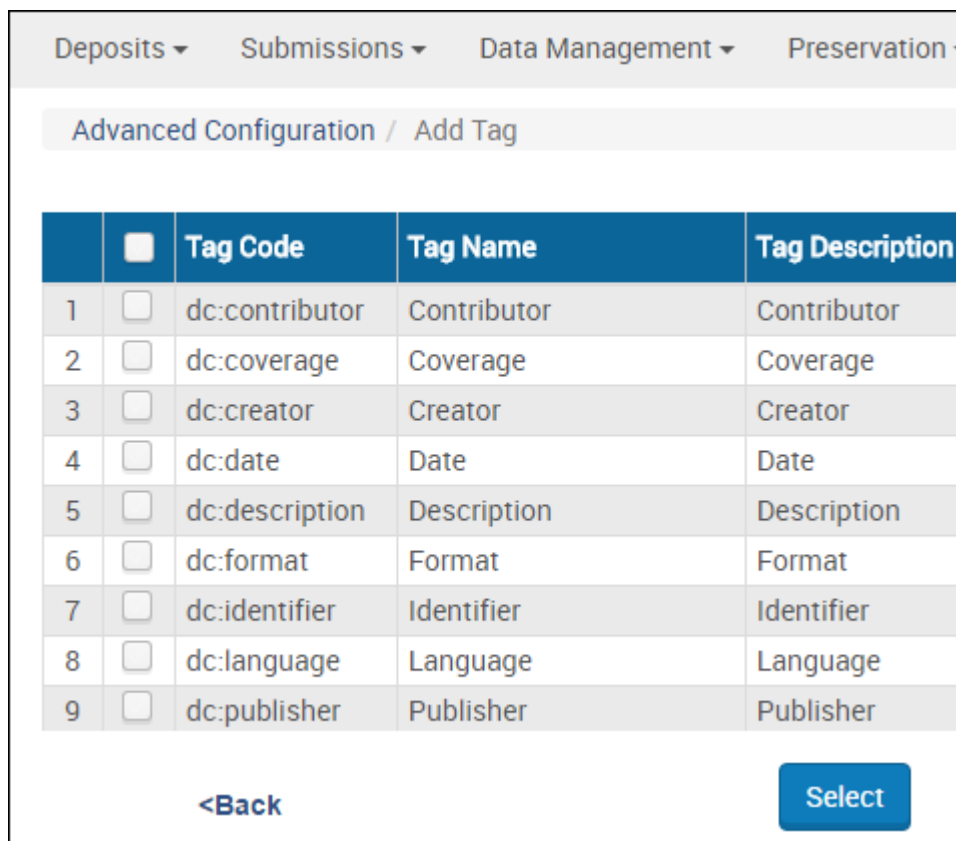 Deposits Submissions Data Management Preservation
Advanced Configuration / Add Tag
Tag Code Tag Name Tag Description
1 dc:contributor Contributor Contributor
2 dc:coverage Coverage Coverage
3 dc:creator Creator Creator
4 dc:date Date Date
5 dc:description Description Description
6 dc:format Format Format
7 dc:identifier Identifier Identifier
8 dc:language Language Language
9 dc:publisher Publisher Publisher
<Back Select